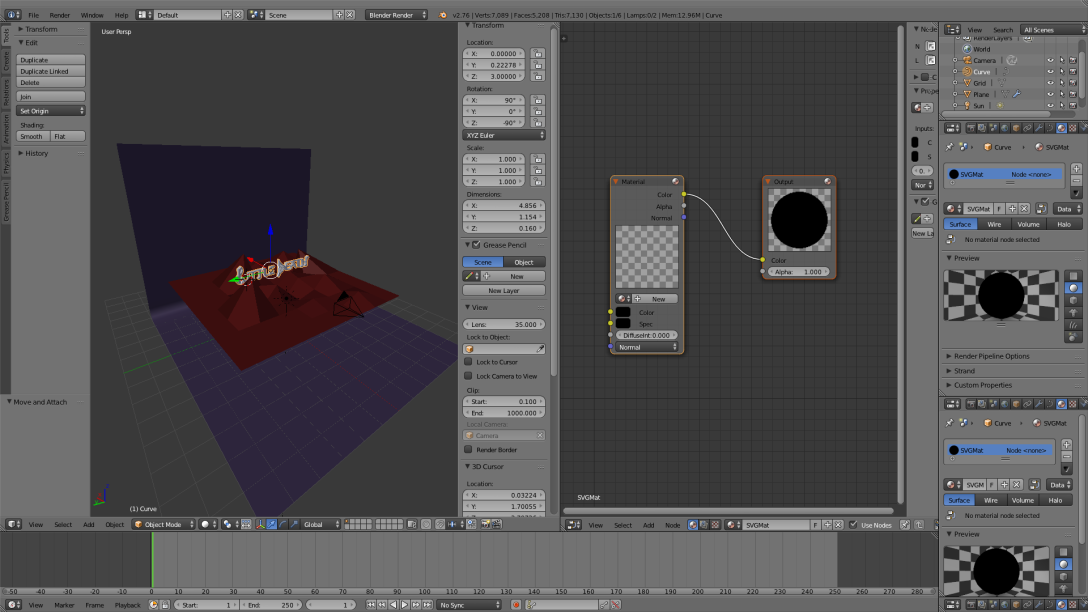 File Render Window Help Default Scene Blender Render v2.76 | Verts:7,089 | Faces:5,208 | Tris:7,130 | Objects:1/6 | Lamps:0/2 | Mem:12.96M | Curve
Tools
Create
Relations
Animation
Physics
Grease Pencil
Transform
Edit
Duplicate
Duplicate Linked
Delete
Join
Set Origin
Shading:
Smooth Flat
History
Move and Attach
User Persp
(1) Curve
Transform
Location:
X: 0.00000
Y: 0.22278
Z: 3.00000
Rotation:
X: 90°
Y: 0°
Z: -90°
XYZ Euler
Scale:
X: 1.000
Y: 1.000
Z: 1.000
Dimensions:
X: 4.856
Y: 1.154
Z: 0.160
Grease Pencil
Scene Object
New
New Layer
View
Lens: 35.000
Lock to Object:
Lock to Cursor
Lock Camera to View
Clip:
Start: 0.100
End: 1000.000
Local Camera:
Camera
Render Border
3D Cursor
Location:
X: 0.03224
Y: 1.70055
View Select Add Object Object Mode Global
Material
Color
Alpha
Normal
New
Color
Spec
DiffuseInt: 0.000
Normal
Output
Color
Alpha: 1.000
SVGMat
View Select Add Node SVGMat F Use Nodes
Node
N
L
C
Prope
Inputs:
C
S
0.
Nor
G
New La
View Search All Scenes
RenderLayers
World
Camera
Curve
Grid
Plane
Sun
Curve SVGMat
SVGMat Node <none>
SVGMat F Data
Surface Wire Volume Halo
No material node selected
Preview
Render Pipeline Options
Strand
Custom Properties
Curve SVGMat
SVGMat Node <none>
SVGM F Data
Surface Wire Volume Halo
No material node selected
Preview
-50 -40 -30 -20 -10 0 10 20 30 40 50 60 70 80 90 100 110 120 130 140 150 160 170 180 190 200 210 220 230 240 250 260 270 280
View Marker Frame Playback Start: 1 End: 250 1 No Sync